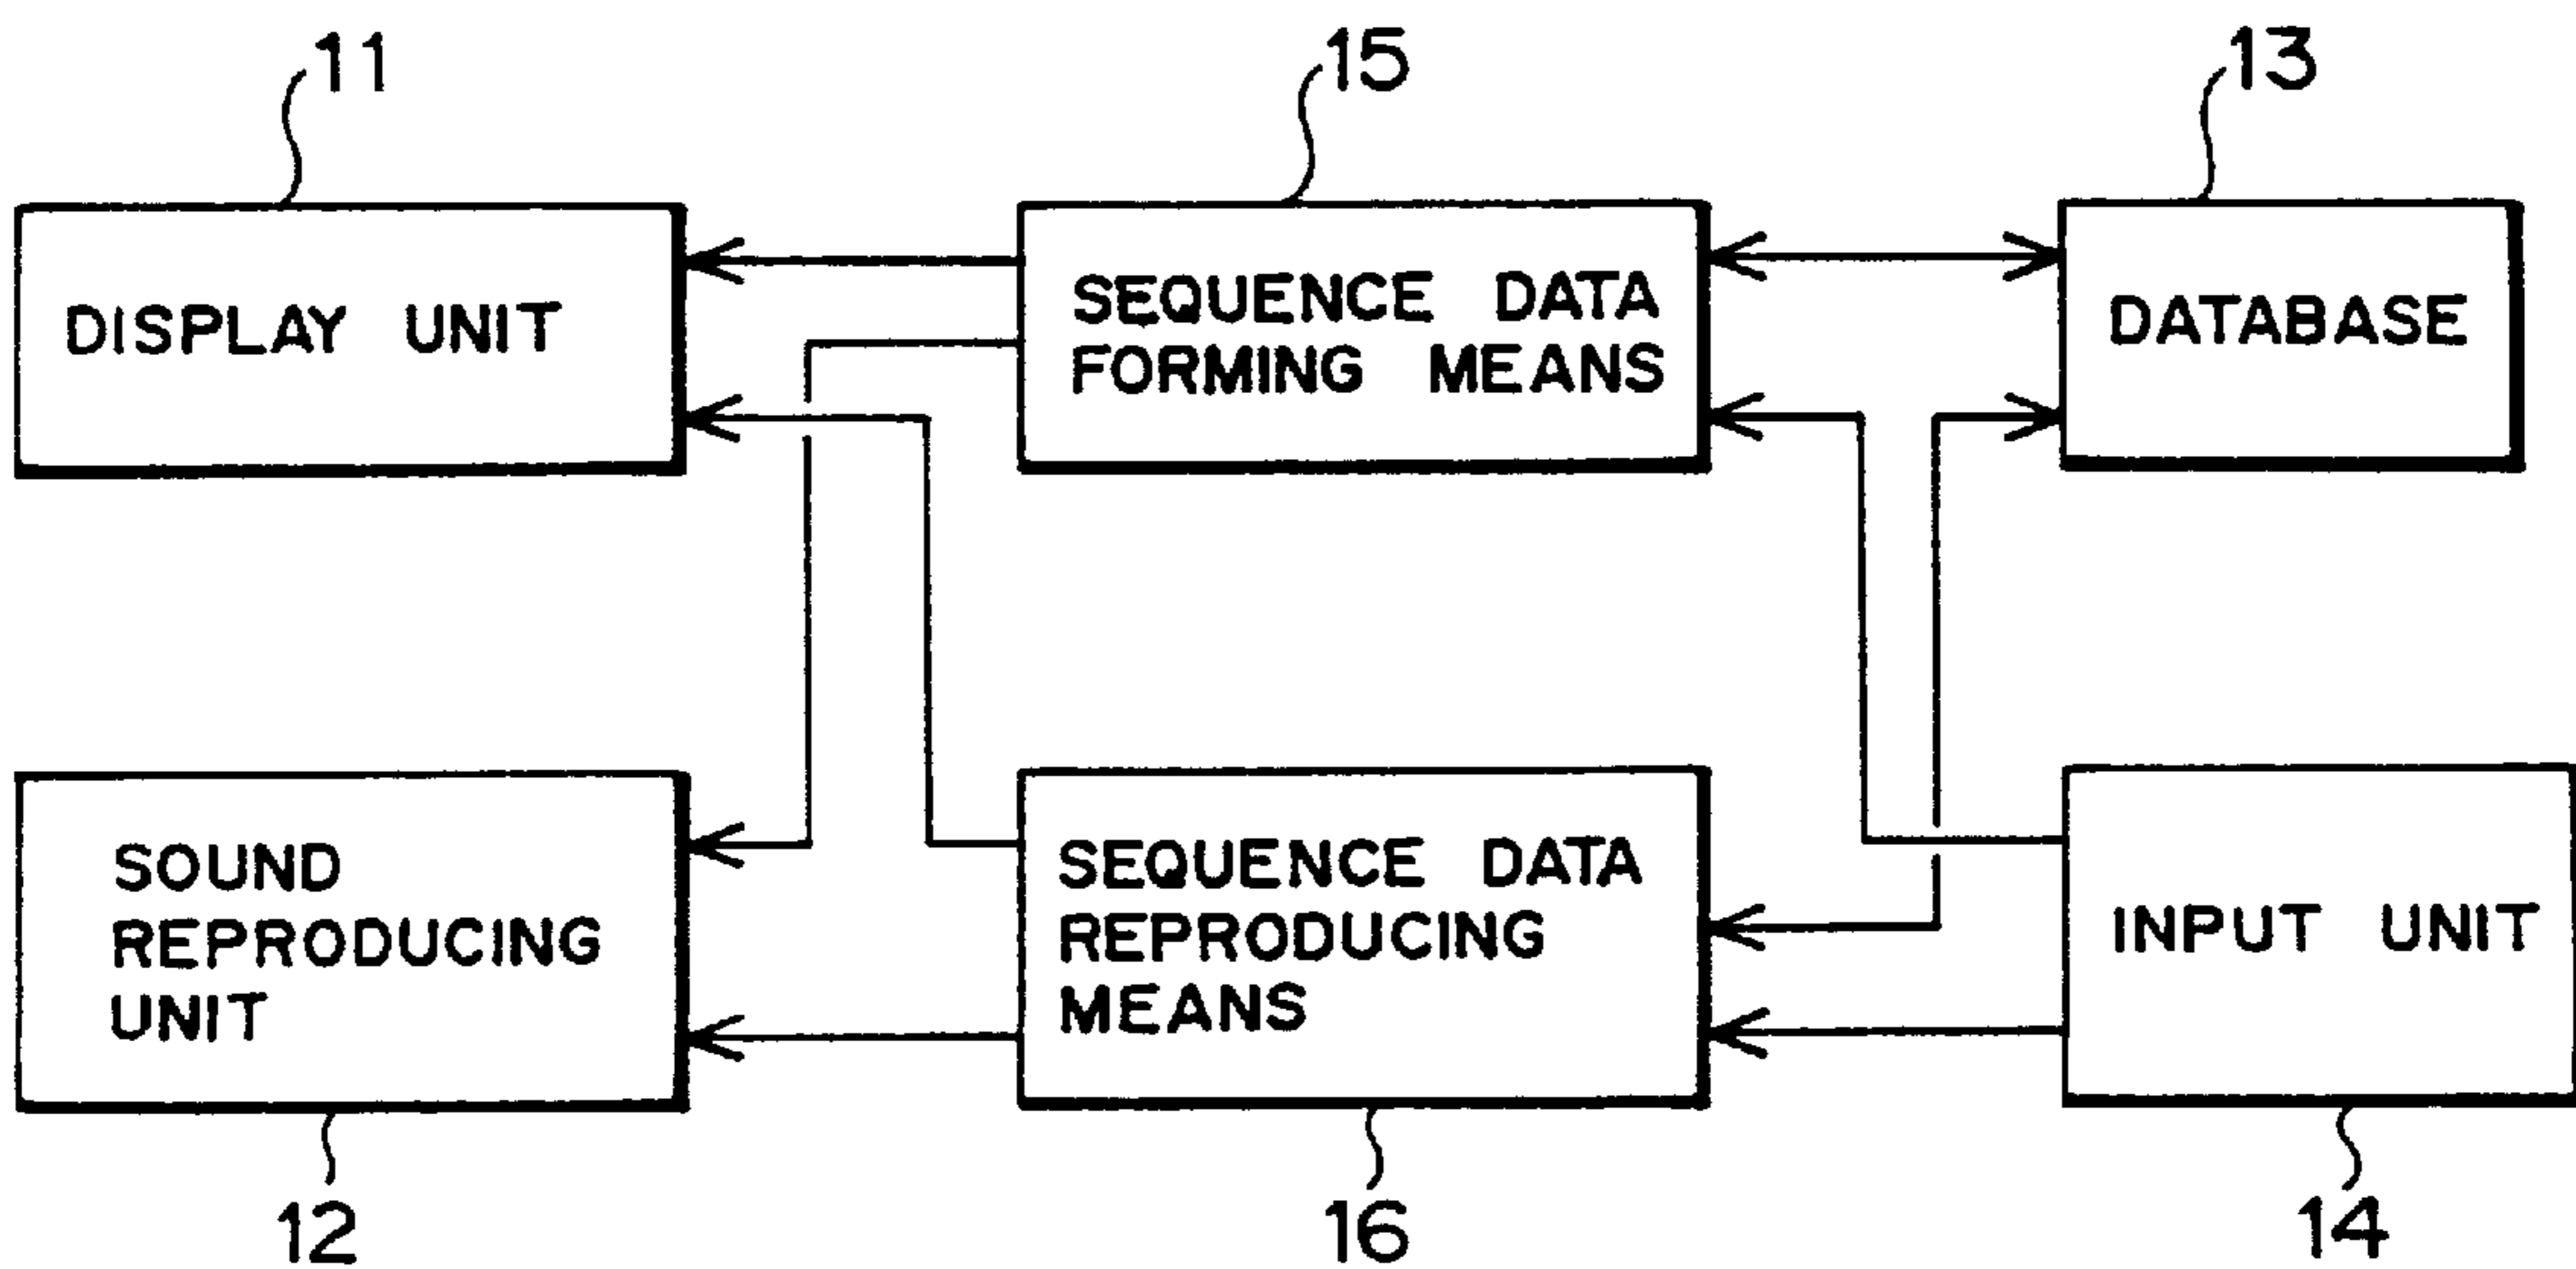 11
15
13
DISPLAY UNIT
SEQUENCE DATA
FORMING MEANS
DATABASE
SOUND
REPRODUCING
UNIT
SEQUENCE DATA
REPRODUCING
MEANS
INPUT UNIT
12
16
14